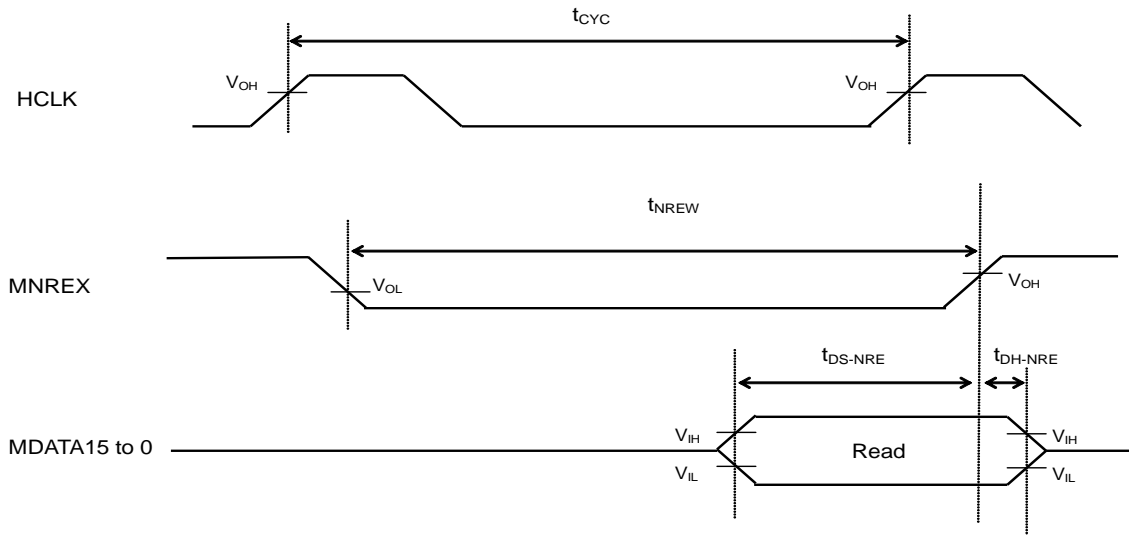 tCYC
HCLK
VOH
VOH
tNREW
MNREX
VOL
VOH
tDS-NRE
tDH-NRE
MDATA15 to 0
VIH
VIL
Read
VIH
VIL